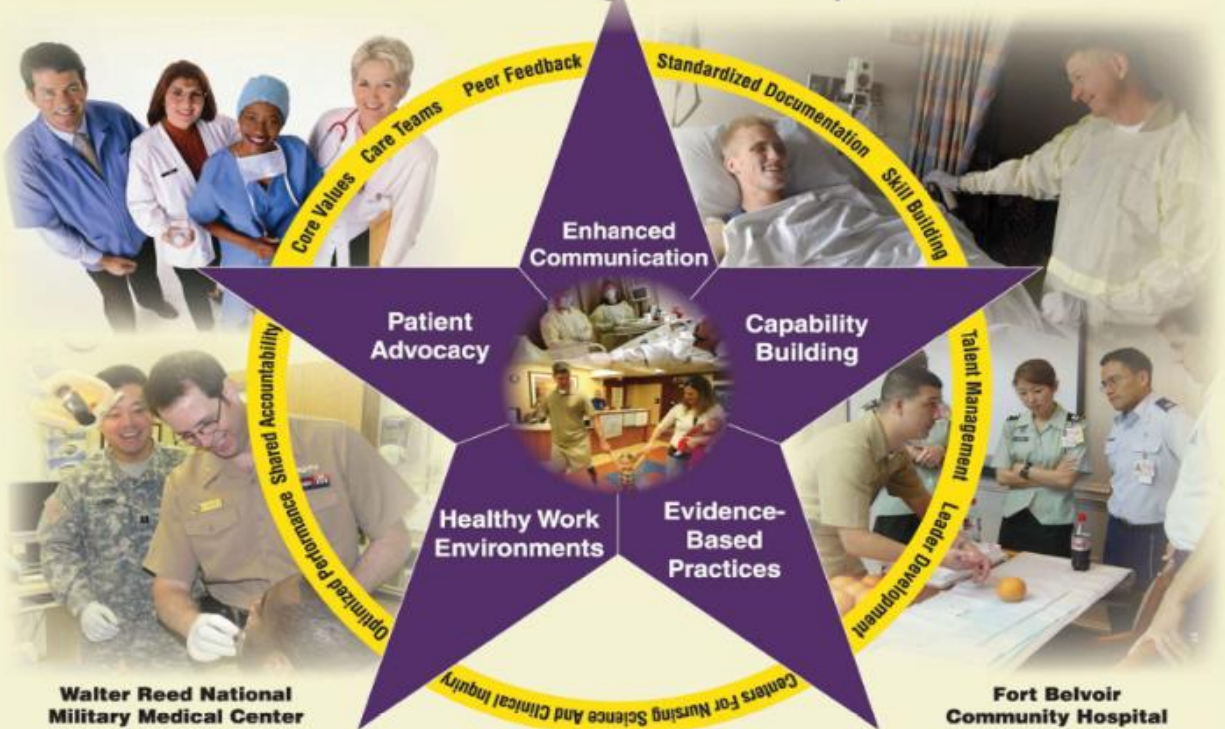 Peer Feedback
Care Teams
Core Values
Standardized Documentation
Skill Building
Enhanced
Communication
Patient
Advocacy
Capability
Building
Shared Accountability
Talent Management
Healthy Work
Environments
Evidence-
Based
Practices
Optimized Performance
Leader Development
Centers For Nursing Science And Clinical Inquiry
Walter Reed National
Military Medical Center
Fort Belvoir
Community Hospital